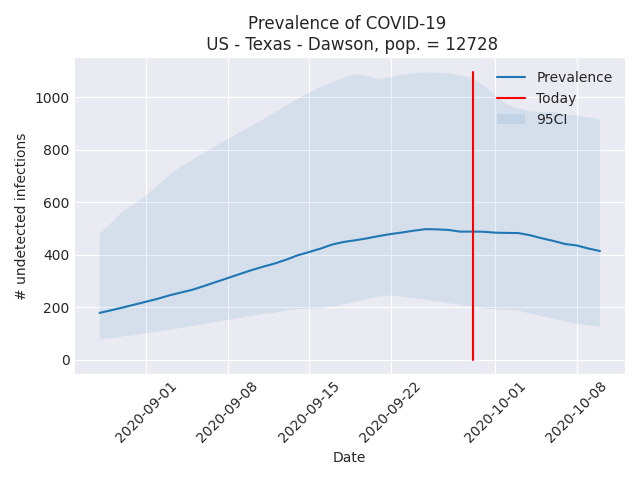 Prevalence of COVID-19
US - Texas - Dawson, pop. = 12728
Prevalence
Today
95CI
# undetected infections
1000
800
600
400
200
0
2020-09-01
2020-09-08
2020-09-15
2020-09-22
2020-10-01
2020-10-08
Date